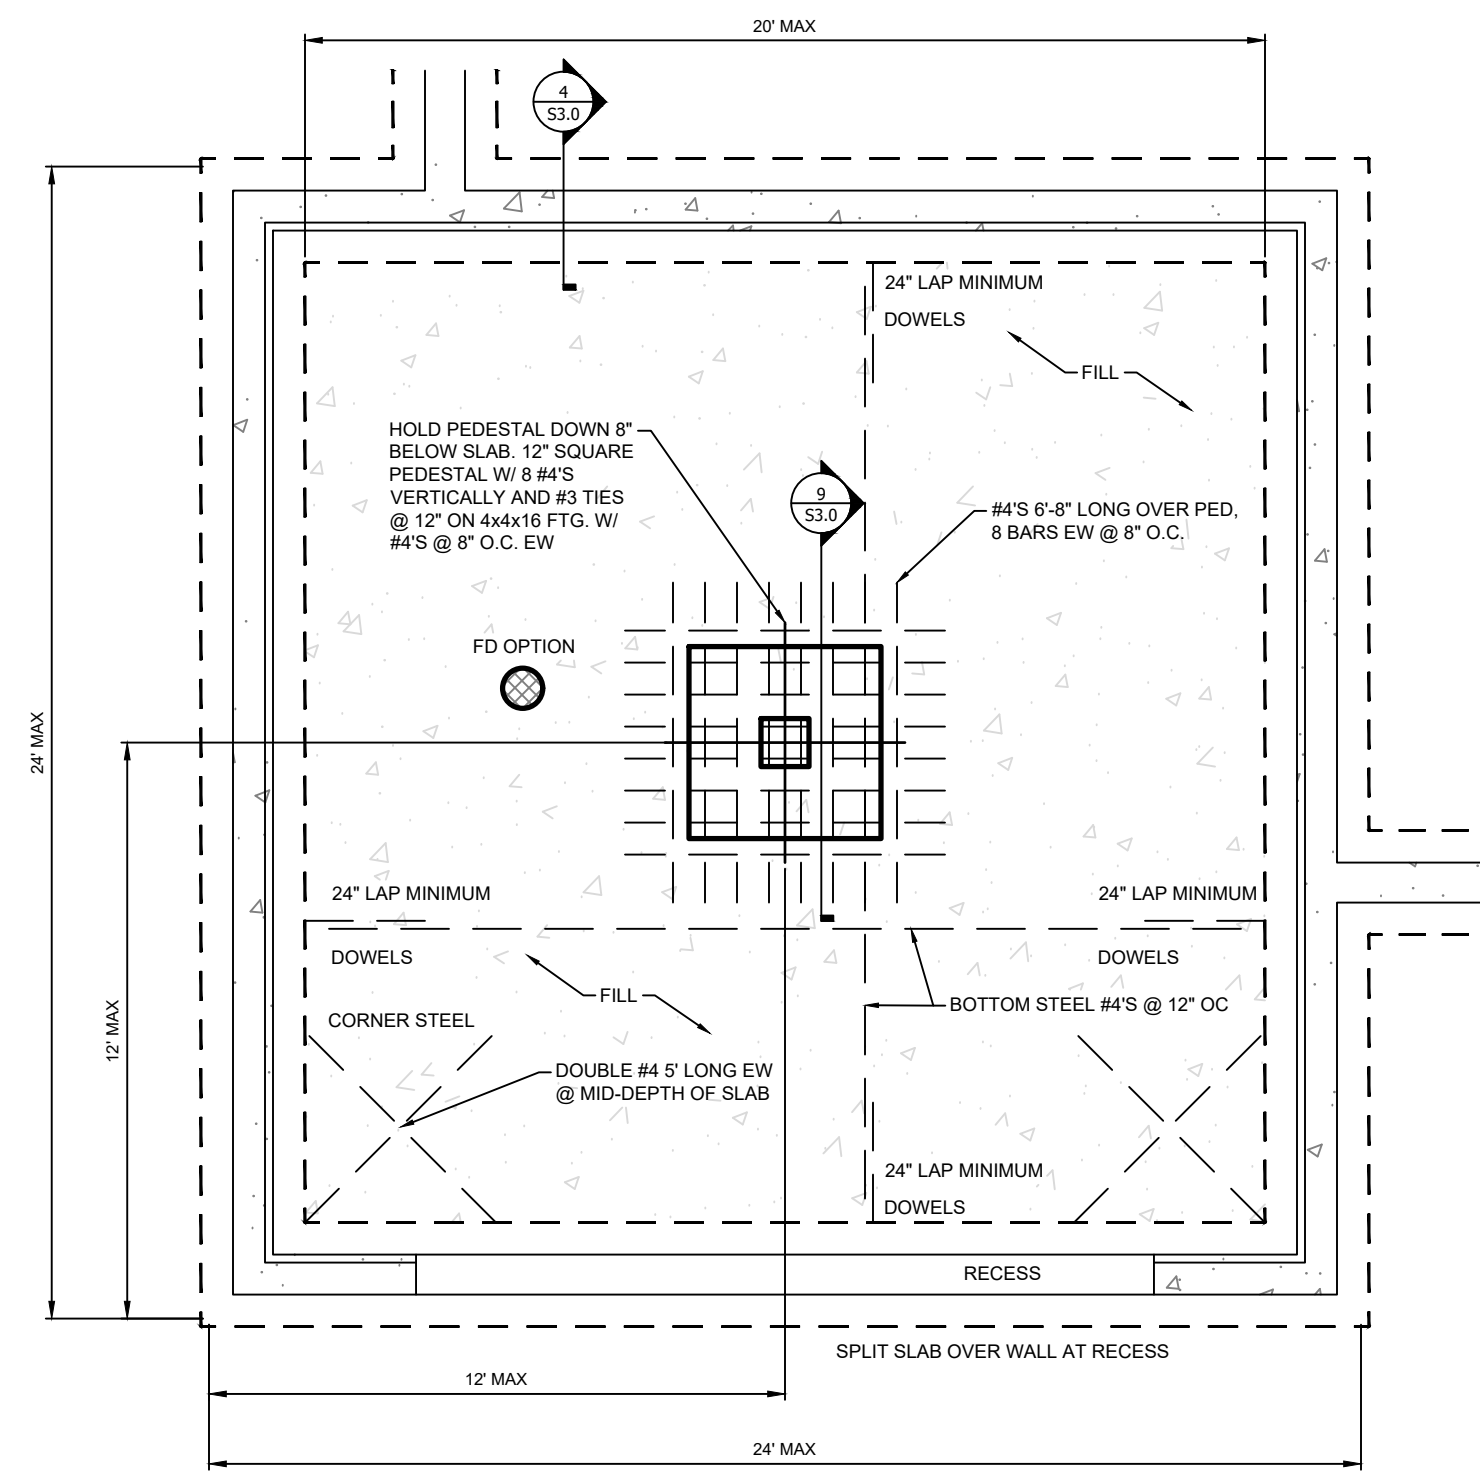 20' MAX
4
S3.0
24" LAP MINIMUM
DOWELS
FILL
HOLD PEDESTAL DOWN 8"
BELOW SLAB. 12" SQUARE
PEDESTAL W/ 8 #4'S
VERTICALLY AND #3 TIES
@ 12" ON 4x4x16 FTG. W/
#4'S @ 8" O.C. EW
9
S3.0
#4'S 6'-8" LONG OVER PED,
8 BARS EW @ 8" O.C.
FD OPTION
24' MAX
24" LAP MINIMUM
24" LAP MINIMUM
DOWELS
DOWELS
FILL
BOTTOM STEEL #4'S @ 12" OC
12' MAX
CORNER STEEL
DOUBLE #4 5' LONG EW
@ MID-DEPTH OF SLAB
24" LAP MINIMUM
DOWELS
RECESS
SPLIT SLAB OVER WALL AT RECESS
12' MAX
24' MAX